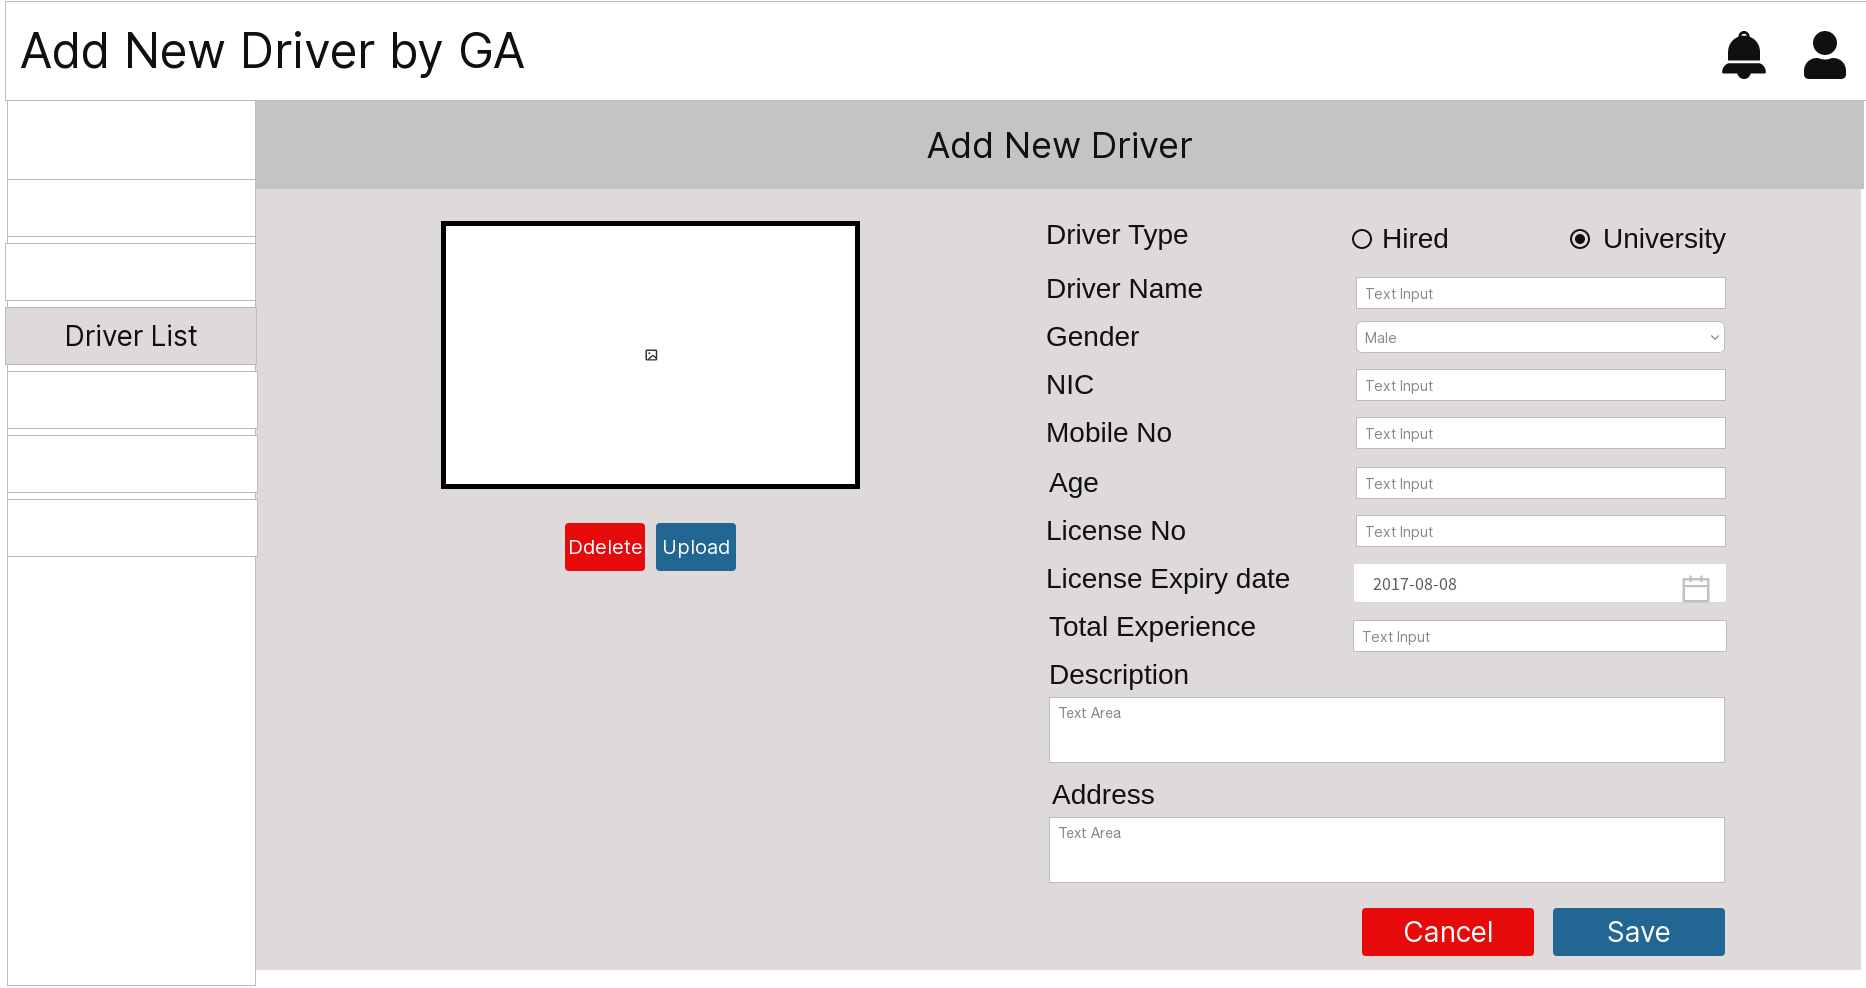 Add New Driver by GA
Add New Driver
Driver List
Ddelete Upload
Driver Type Hired University
Driver Name Text Input
Gender Male
NIC Text Input
Mobile No Text Input
Age Text Input
License No Text Input
License Expiry date 2017-08-08
Total Experience Text Input
Description
Text Area
Address
Text Area
Cancel Save